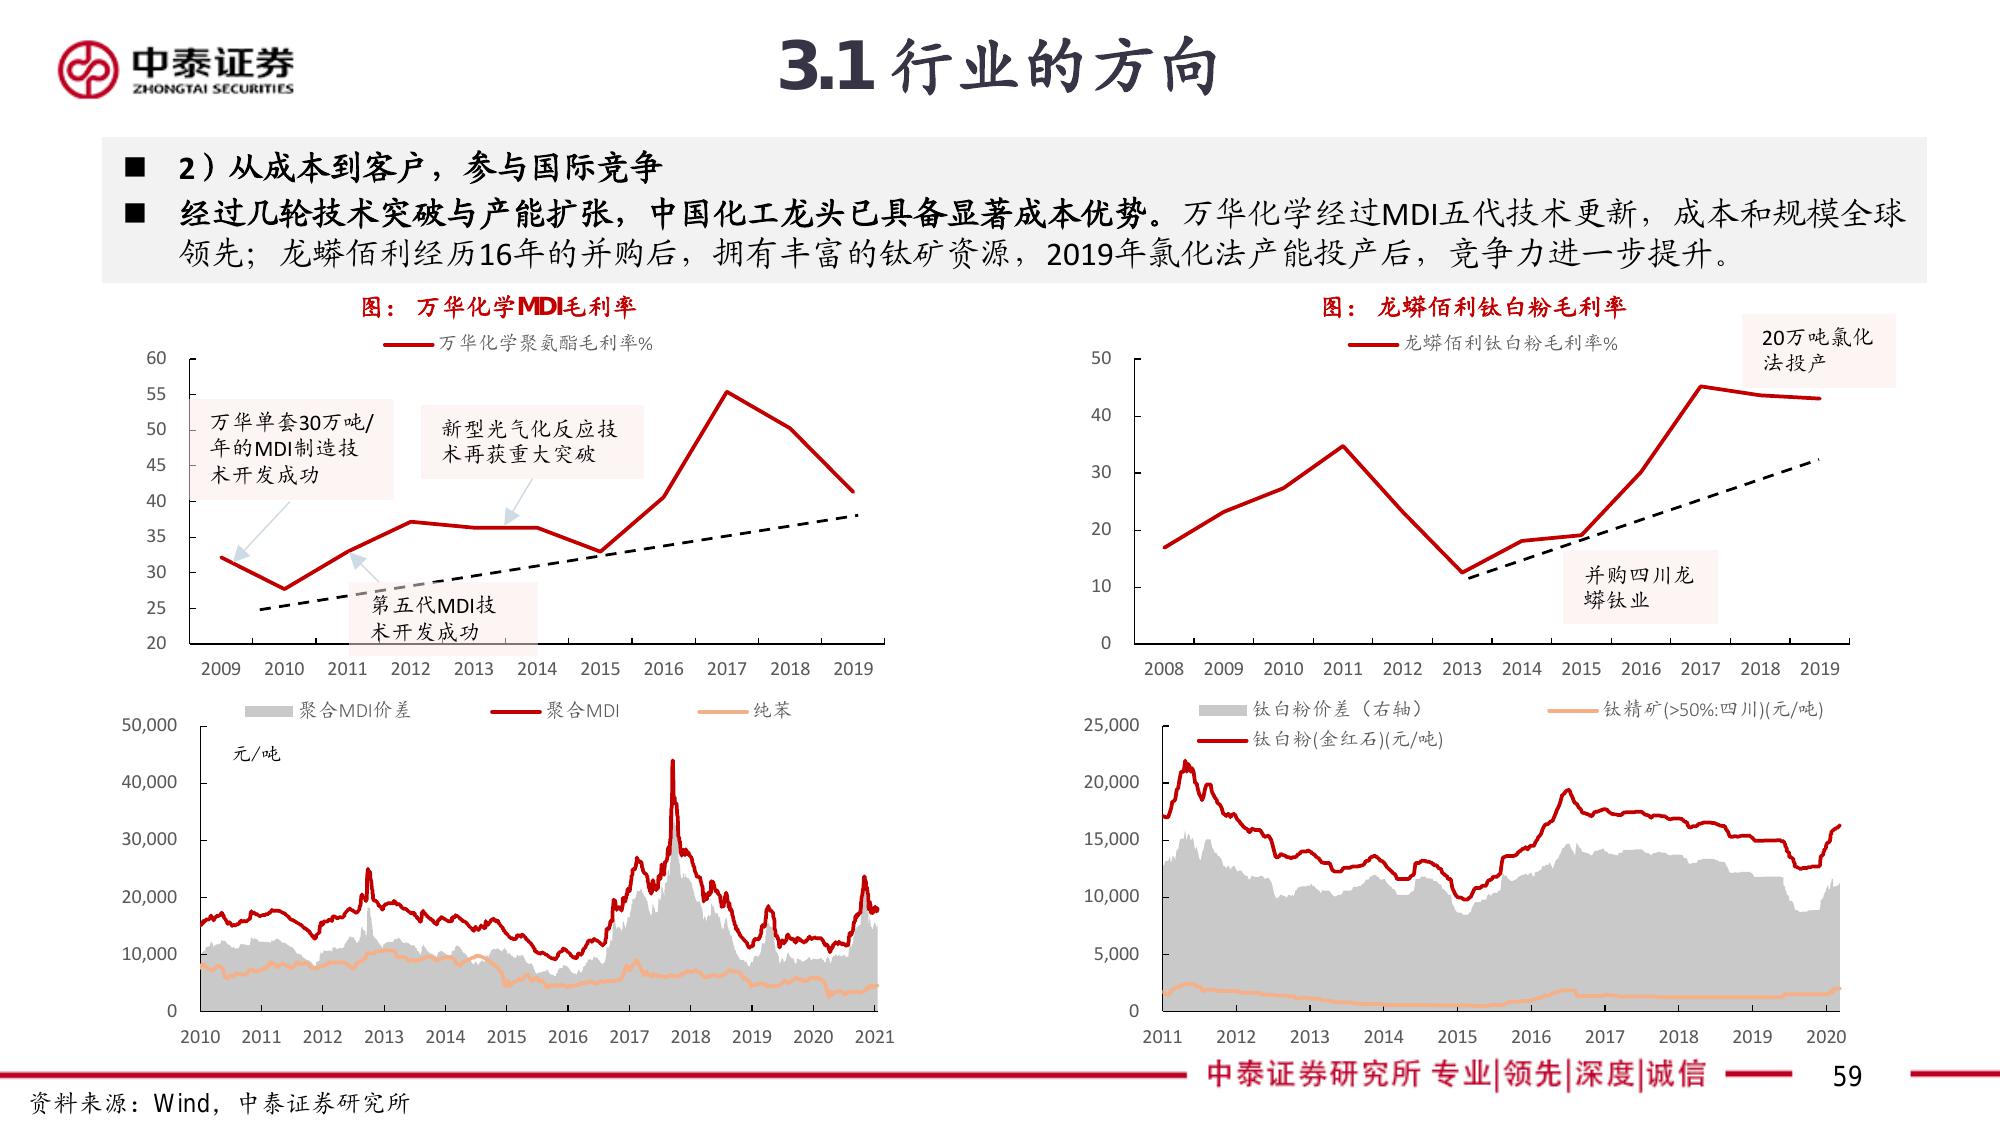 中泰证券
ZHONGTAI SECURITIES
3.1 行业的方向
■ 2）从成本到客户，参与国际竞争
■ 经过几轮技术突破与产能扩张，中国化工龙头已具备显著成本优势。万华化学经过MDI五代技术更新，成本和规模全球
领先；龙蟒佰利经历16年的并购后，拥有丰富的钛矿资源，2019年氯化法产能投产后，竞争力进一步提升。
图： 万华化学MDI毛利率
万华化学聚氨酯毛利率%
60
55
50
45
40
35
30
25
20
万华单套30万吨/
年的MDI制造技
术开发成功
新型光气化反应技
术再获重大突破
第五代MDI技
术开发成功
2009 2010 2011 2012 2013 2014 2015 2016 2017 2018 2019
图： 龙蟒佰利钛白粉毛利率
龙蟒佰利钛白粉毛利率%
20万吨氯化
法投产
50
40
30
20
10
0
并购四川龙
蟒钛业
2008 2009 2010 2011 2012 2013 2014 2015 2016 2017 2018 2019
聚合MDI价差 聚合MDI 纯苯
50,000
元/吨
40,000
30,000
20,000
10,000
0
2010 2011 2012 2013 2014 2015 2016 2017 2018 2019 2020 2021
钛白粉价差（右轴） 钛精矿(>50%:四川)(元/吨)
钛白粉(金红石)(元/吨)
25,000
20,000
15,000
10,000
5,000
0
2011 2012 2013 2014 2015 2016 2017 2018 2019 2020
中泰证券研究所 专业|领先|深度|诚信
59
资料来源：Wind，中泰证券研究所